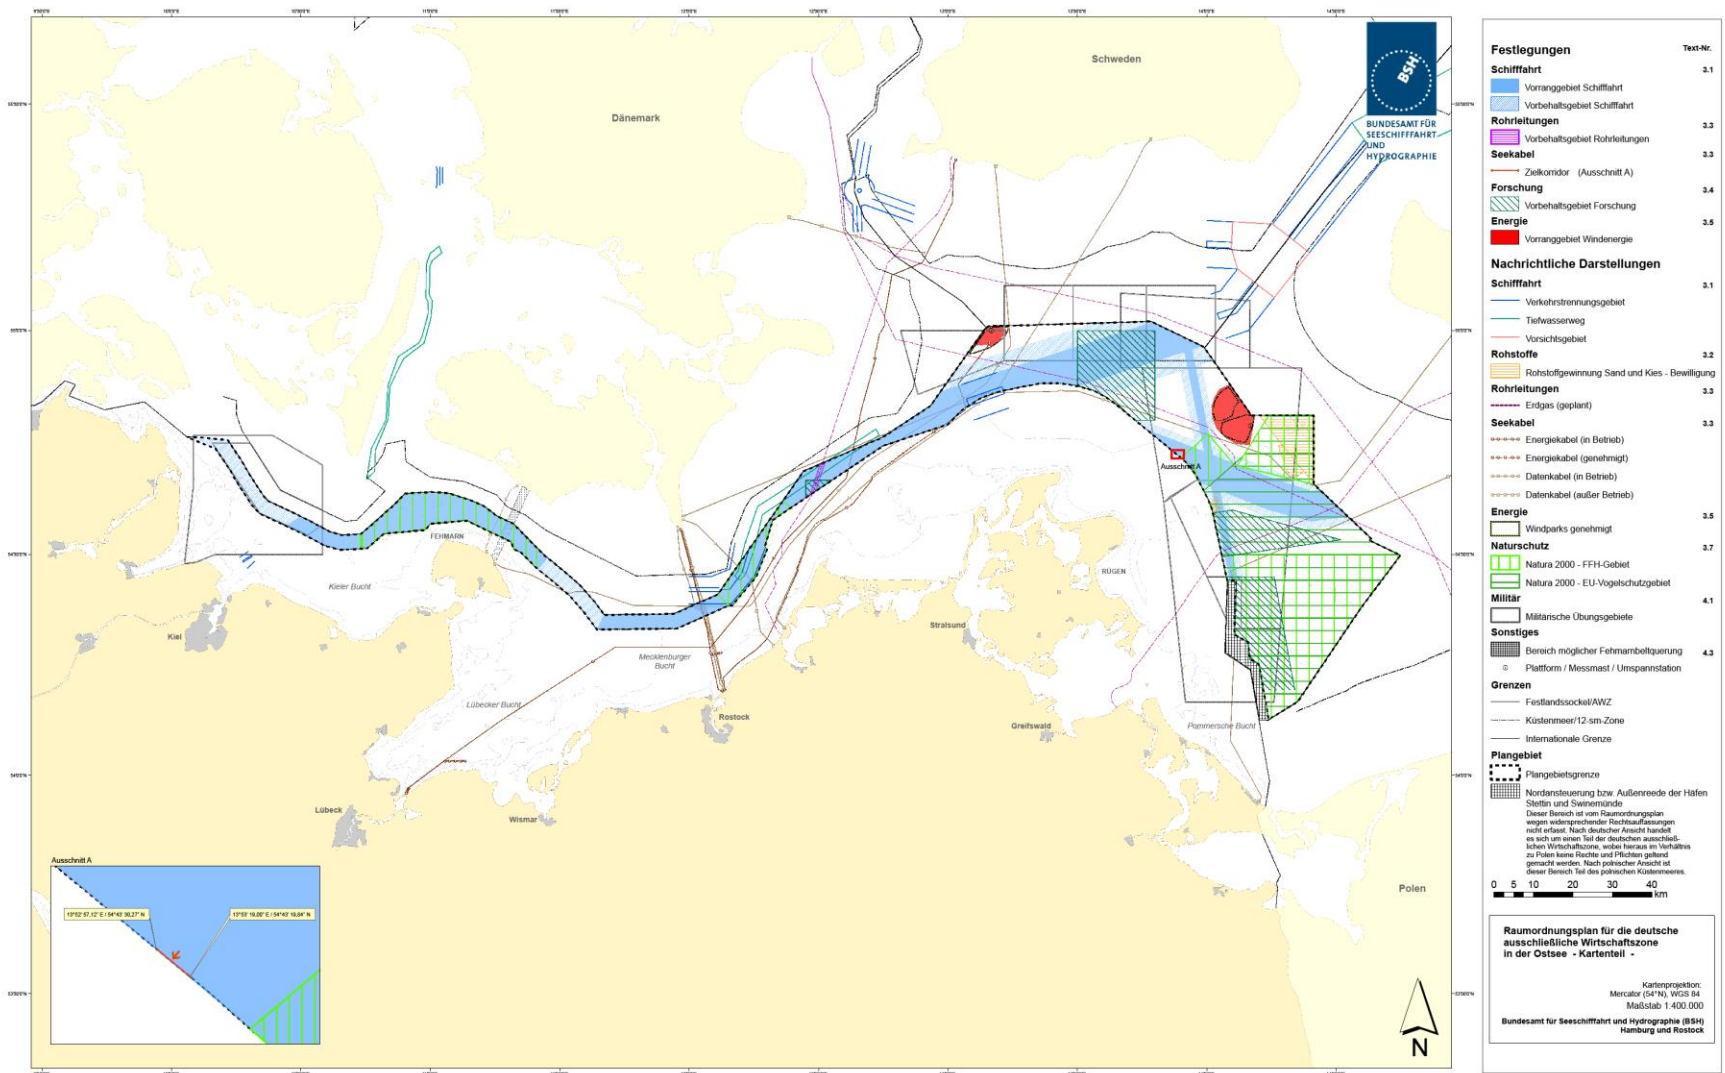 Dänemark
Schweden
BSH
BUNDESAMT FÜR
SEESCHIFFFAHRT
UND
HYDROGRAPHIE
Ausschnitt A
FEHMARN
Kieler Bucht
Kiel
Mecklenburger
Bucht
Lübecker Bucht
Rostock
Stralsund
RÜGEN
Greifswald
Pommersche Bucht
Lübeck
Wismar
Polen
Ausschnitt A
13°52' 57,12" E / 54°43' 30,27" N
N
Festlegungen Text-Nr.
Schifffahrt 3.1
Vorranggebiet Schifffahrt
Vorbehaltsgebiet Schifffahrt
Rohrleitungen 3.3
Vorbehaltsgebiet Rohrleitungen
Seekabel 3.3
Zielkorridor (Ausschnitt A)
Forschung 3.4
Vorbehaltsgebiet Forschung
Energie 3.5
Vorranggebiet Windenergie
Nachrichtliche Darstellungen
Schifffahrt 3.1
Verkehrstrennungsgebiet
Tiefwasserweg
Vorsichtsgebiet
Rohstoffe 3.2
Rohstoffgewinnung Sand und Kies - Bewilligung
Rohrleitungen 3.3
Erdgas (geplant)
Seekabel 3.3
Energiekabel (in Betrieb)
Energiekabel (genehmigt)
Datenkabel (in Betrieb)
Datenkabel (außer Betrieb)
Energie 3.5
Windparks genehmigt
Naturschutz 3.7
Natura 2000 - FFH-Gebiet
Natura 2000 - EU-Vogelschutzgebiet
Militär 4.1
Militärische Übungsgebiete
Sonstiges
Bereich möglicher Fehmarnbeltquerung 4.3
Plattform / Messmast / Umspannstation
Grenzen
Festlandssockel/AWZ
Küstenmeer/12-sm-Zone
Internationale Grenze
Plangebiet
Plangebietsgrenze
Nordansteuerung bzw. Außenreede der Häfen
Stettin und Swinemünde
Dieser Bereich ist vom Raumordnungsplan
wegen widersprechender Rechtsauffassungen
nicht erfasst. Nach deutscher Ansicht handelt
es sich um einen Teil der deutschen ausschließ-
lichen Wirtschaftszone, wobei hieraus im Verhältnis
zu Polen keine Rechte und Pflichten geltend
gemacht werden. Nach polnischer Ansicht ist
dieser Bereich Teil des polnischen Küstenmeeres.
0 5 10 20 30 40
km
Raumordnungsplan für die deutsche
ausschließliche Wirtschaftszone
in der Ostsee - Kartenteil -
Kartenprojektion:
Mercator (54°N), WGS 84
Maßstab 1:400.000
Bundesamt für Seeschifffahrt und Hydrographie (BSH)
Hamburg und Rostock